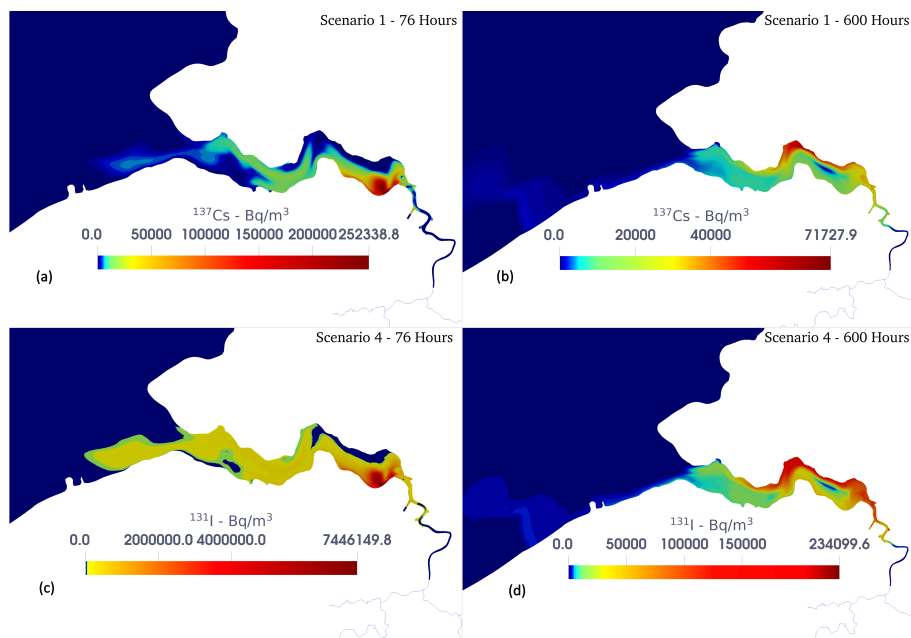 Scenario 1 - 76 Hours
¹³⁷Cs - Bq/m³
0.0 50000 100000 150000 200000 252338.8
(a)
Scenario 1 - 600 Hours
¹³⁷Cs - Bq/m³
0.0 20000 40000 71727.9
(b)
Scenario 4 - 76 Hours
¹³¹I - Bq/m³
0.0 2000000.0 4000000.0 7446149.8
(c)
Scenario 4 - 600 Hours
¹³¹I - Bq/m³
0.0 50000 100000 150000 234099.6
(d)